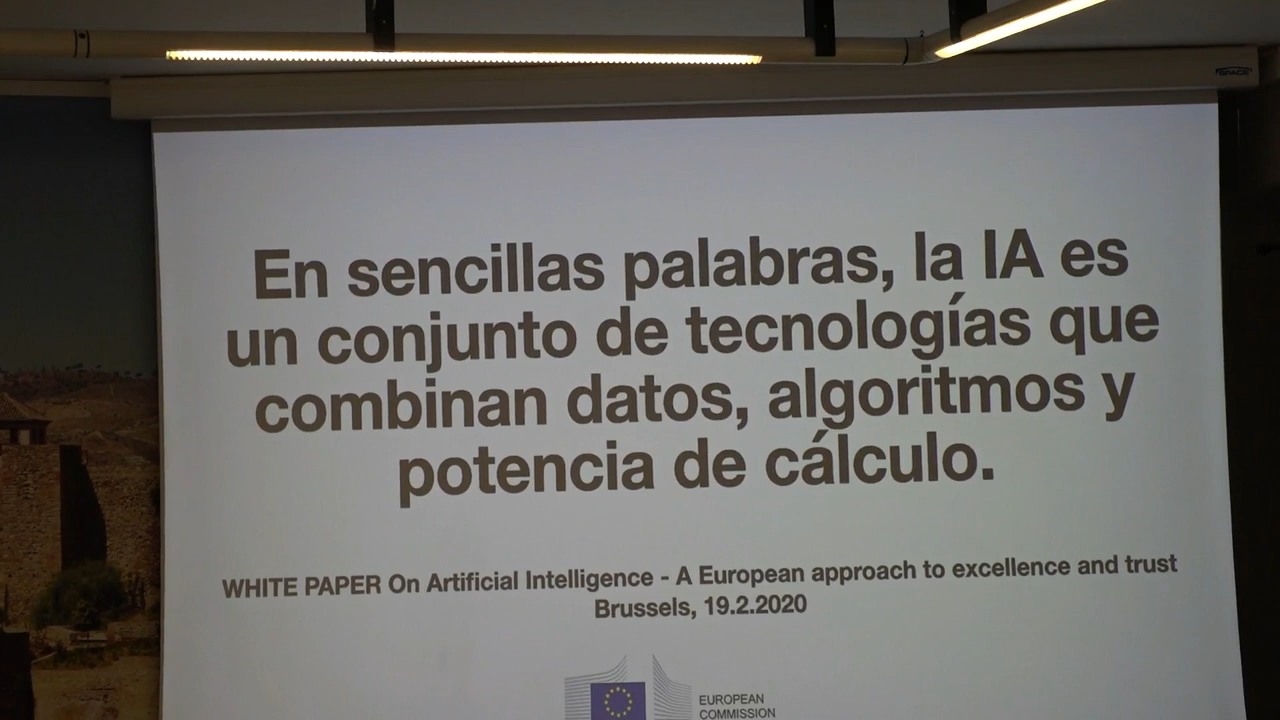 SPACE
En sencillas palabras, la IA es
un conjunto de tecnologías que
combinan datos, algoritmos y
potencia de cálculo.
WHITE PAPER On Artificial Intelligence - A European approach to excellence and trust
Brussels, 19.2.2020
EUROPEAN
COMMISSION